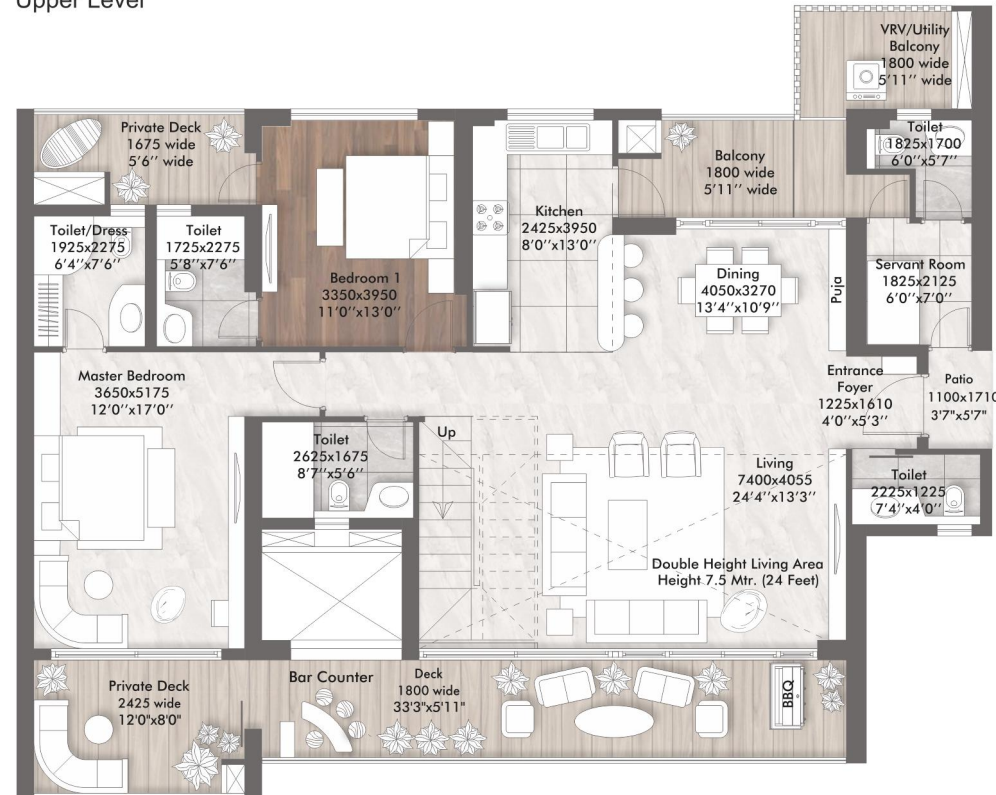 Upper Level
VRV/Utility
Balcony
1800 wide
5'11'' wide
Private Deck
1675 wide
5'6'' wide
Toilet
1825x1700
6'0''x5'7''
Balcony
1800 wide
5'11'' wide
Toilet/Dress
1925x2275
6'4''x7'6''
Toilet
1725x2275
5'8''x7'6''
Kitchen
2425x3950
8'0''x13'0''
Bedroom 1
3350x3950
11'0''x13'0''
Dining
4050x3270
13'4''x10'9''
Puja
Servant Room
1825x2125
6'0''x7'0''
Master Bedroom
3650x5175
12'0''x17'0''
Entrance
Foyer
1225x1610
4'0''x5'3''
Patio
1100x1710
3'7"x5'7"
Toilet
2625x1675
8'7''x5'6''
Up
Living
7400x4055
24'4''x13'3''
Toilet
2225x1225
7'4''x4'0''
Double Height Living Area
Height 7.5 Mtr. (24 Feet)
Private Deck
2425 wide
12'0"x8'0"
Bar Counter
Deck
1800 wide
33'3"x5'11"
BBQ